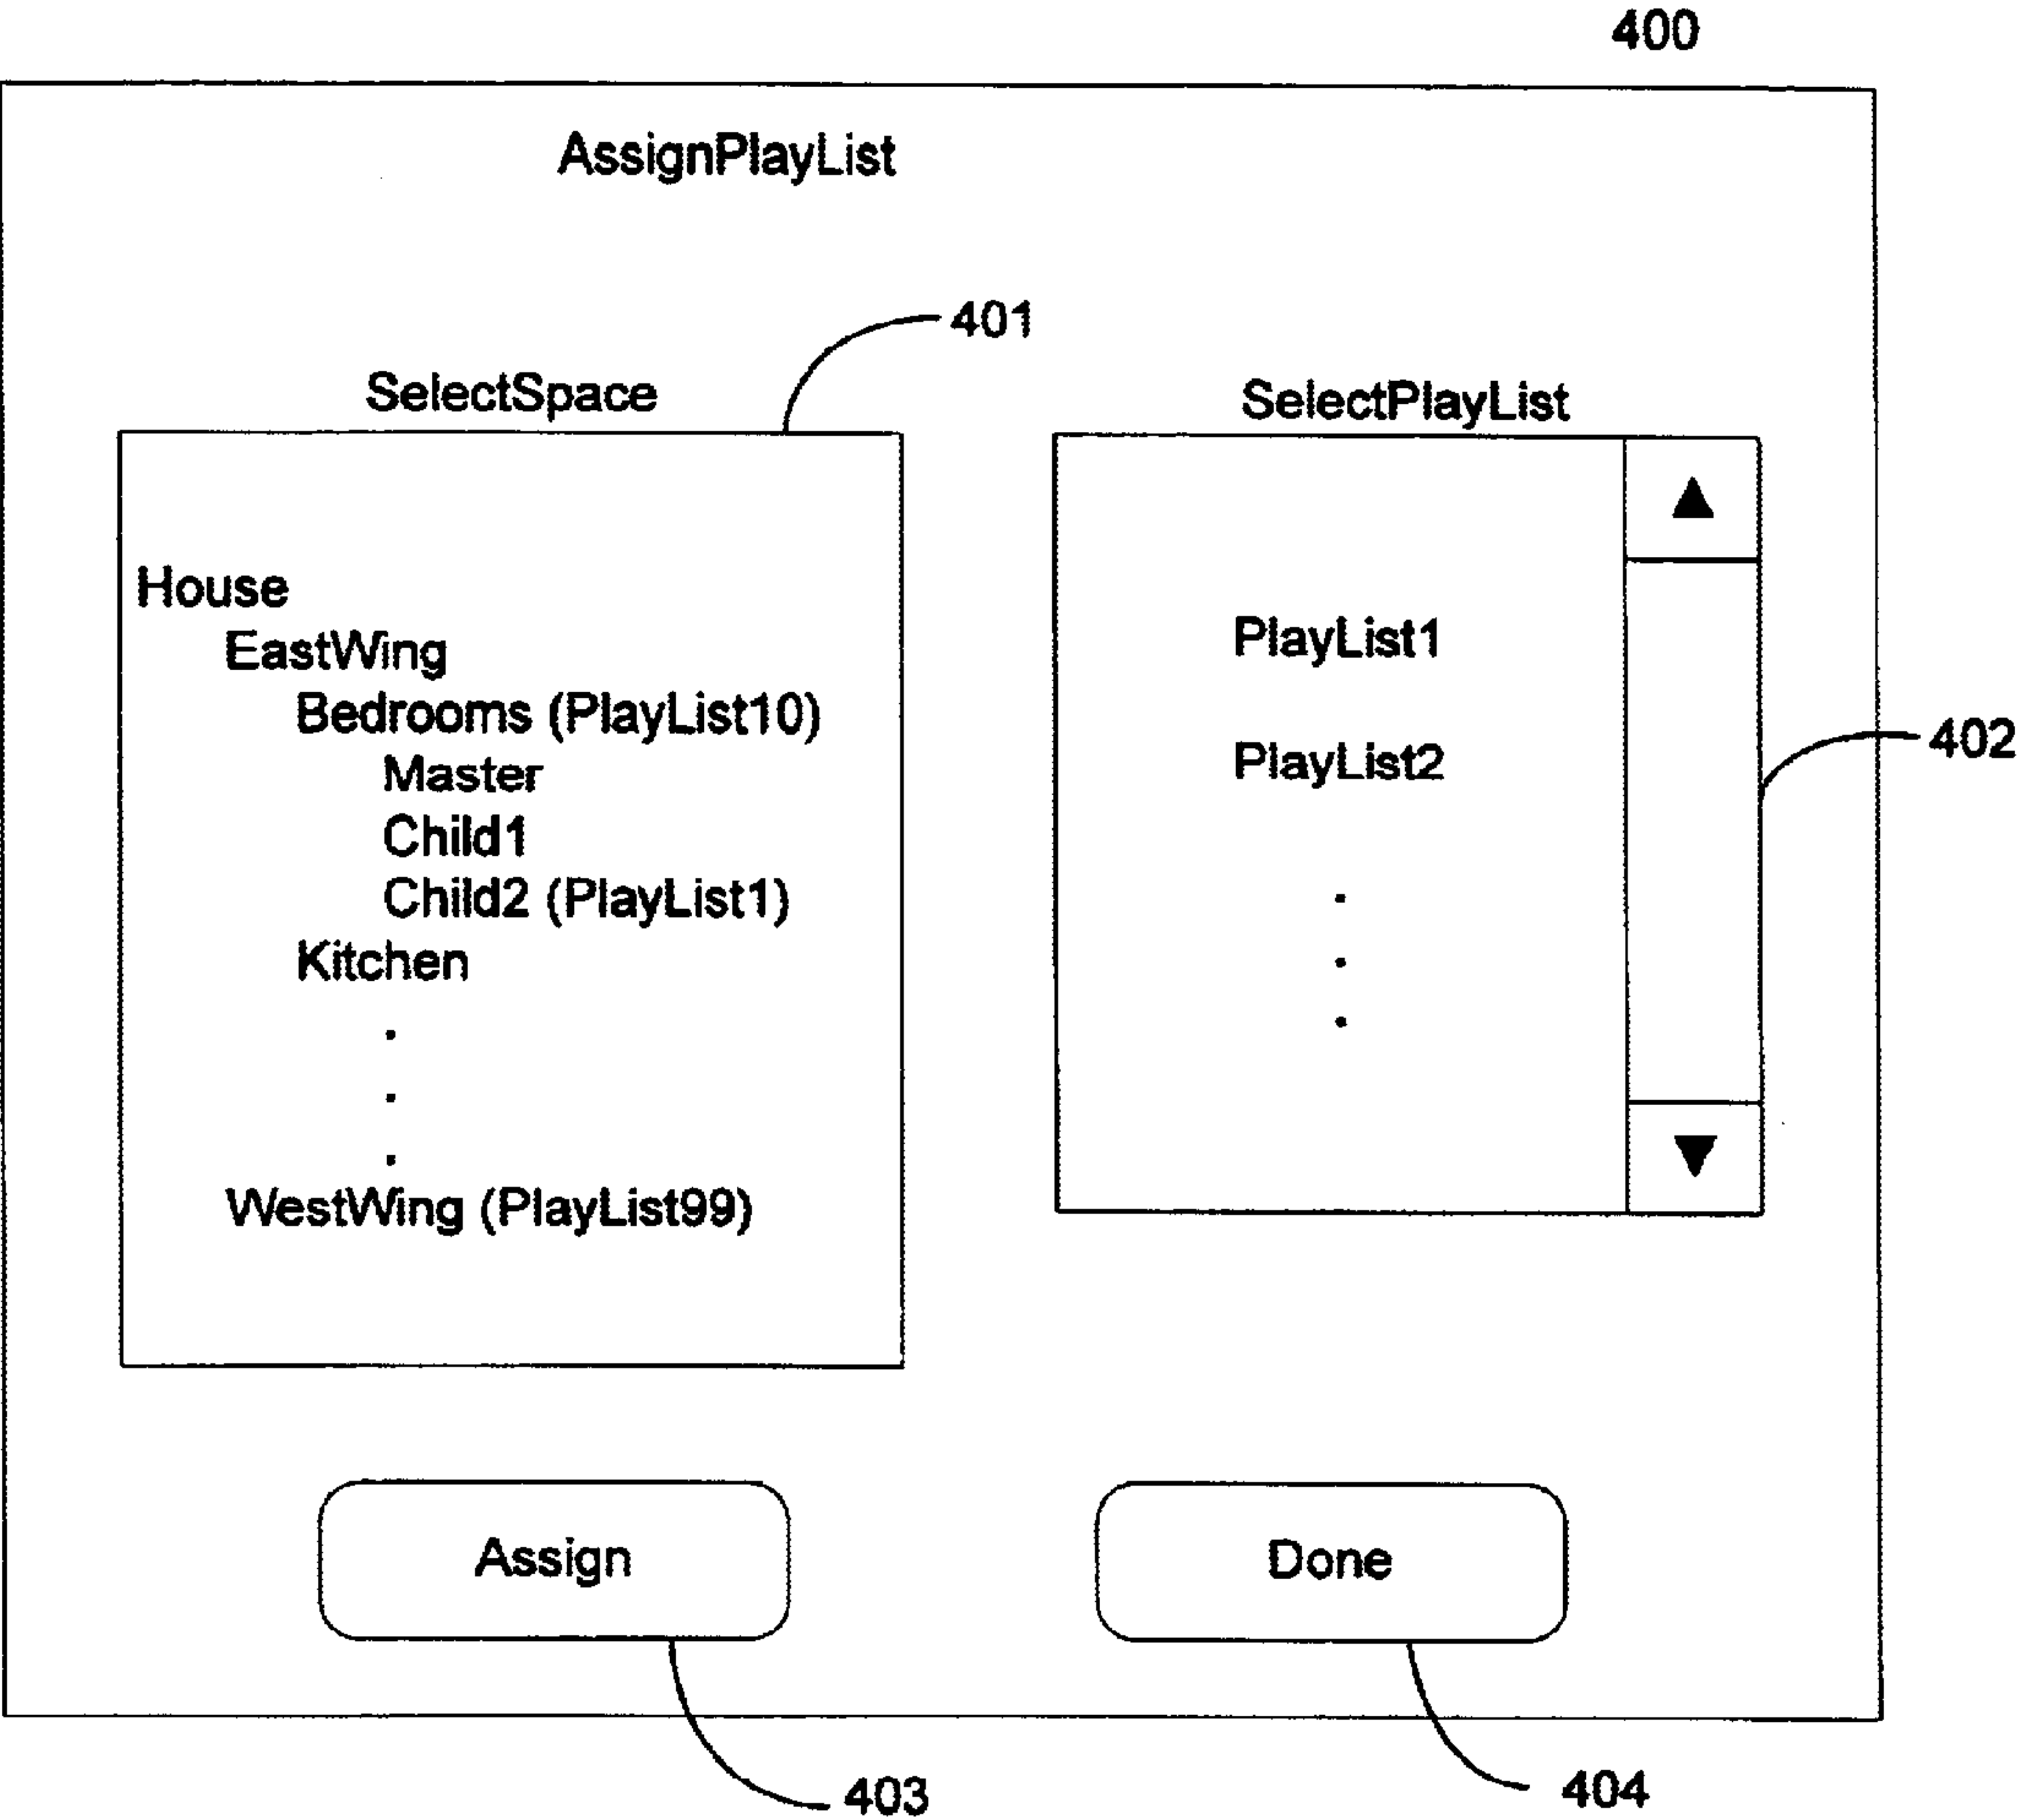 400
AssignPlayList
401
SelectSpace
House
EastWing
Bedrooms (PlayList10)
Master
Child1
Child2 (PlayList1)
Kitchen
.
.
.
WestWing (PlayList99)
SelectPlayList
PlayList1
PlayList2
.
.
.
402
Assign
Done
403
404